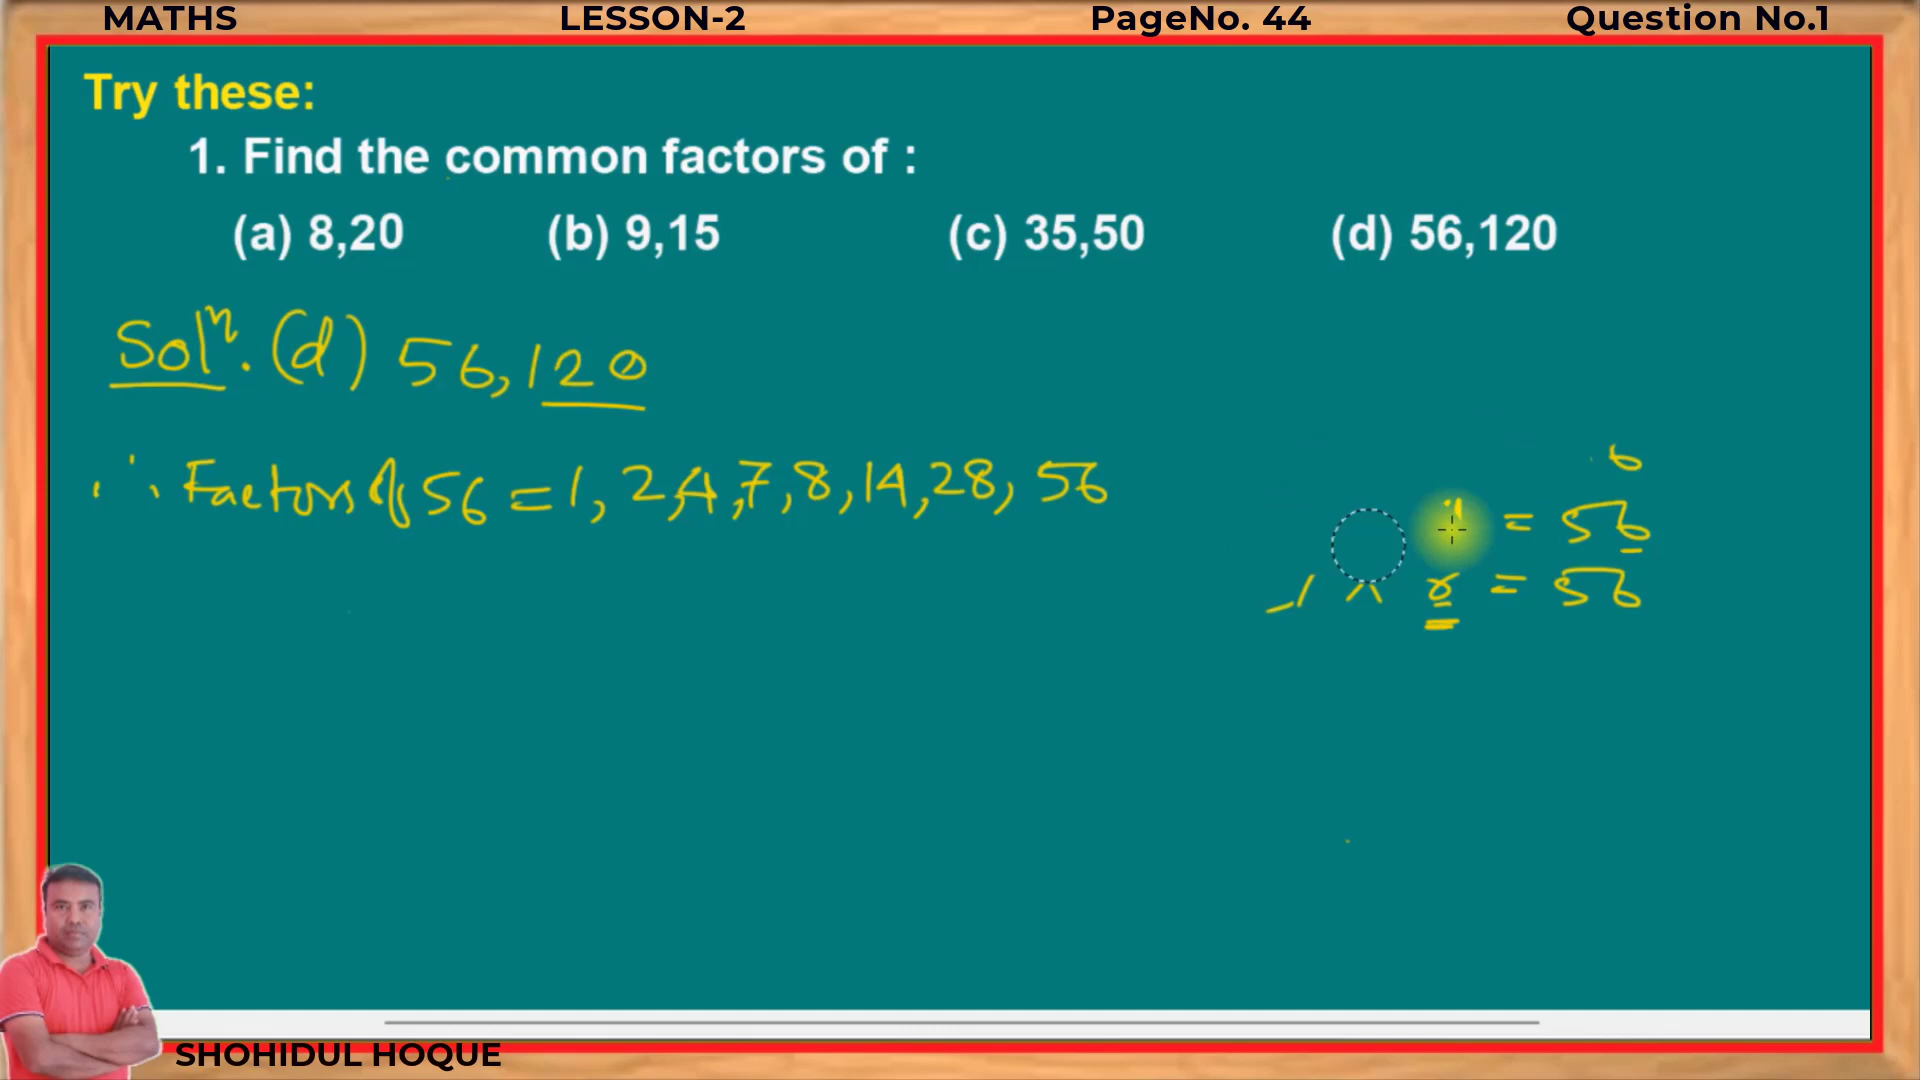 MATHS LESSON-2 PageNo. 44 Question No.1
Try these:
1. Find the common factors of :
(a) 8,20 (b) 9,15 (c) 35,50 (d) 56,120
Solⁿ. (d) 56,120
∴ Factors of 56 = 1, 2,4,7,8,14,28, 56
= 56
8 = 56
SHOHIDUL HOQUE